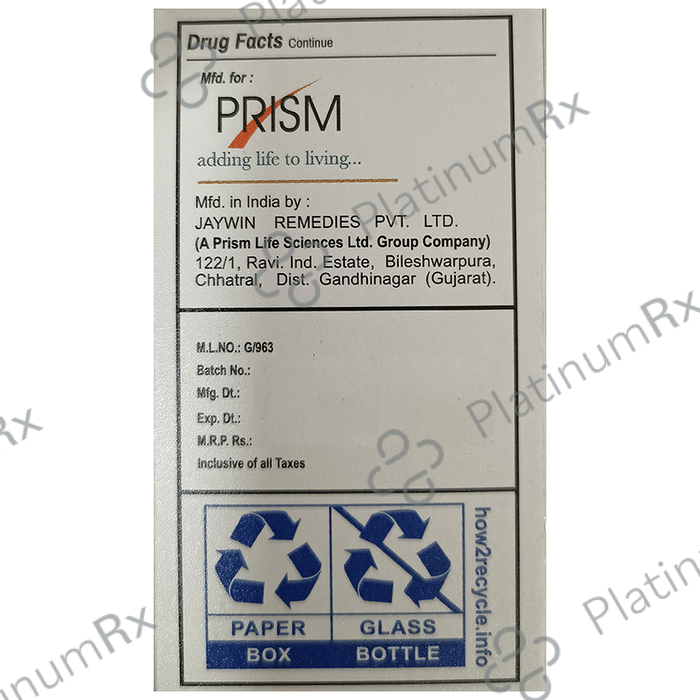 Drug Facts Continue
Mfd. for :
PRISM
adding life to living...
Mfd. in India by :
JAYWIN REMEDIES PVT. LTD.
(A Prism Life Sciences Ltd. Group Company)
122/1, Ravi. Ind. Estate, Bileshwarpura,
Chhatral, Dist. Gandhinagar (Gujarat).
M.L.NO.: G/963
Batch No.:
Mfg. Dt.:
Exp. Dt.:
M.R.P. Rs.:
Inclusive of all Taxes
PAPER
BOX
GLASS
BOTTLE
how2recycle.info
PlatinumRx
PlatinumRx
PlatinumRx
PlatinumRx
Rx
PlatinumRx
numRx